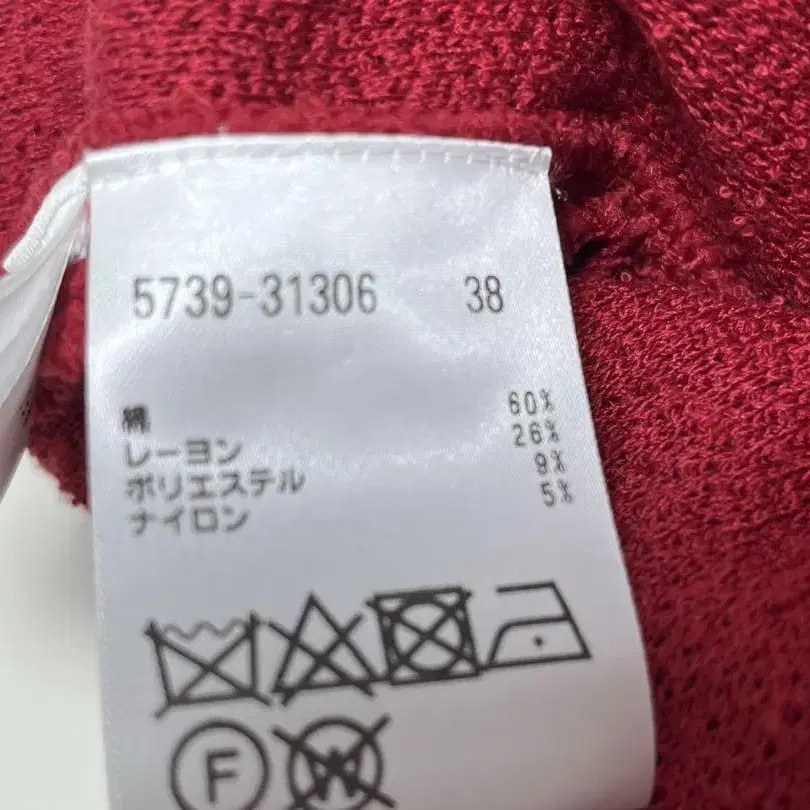 5739-31306 38
綿 60%
レーヨン 26%
ポリエステル 9%
ナイロン 5%
F W